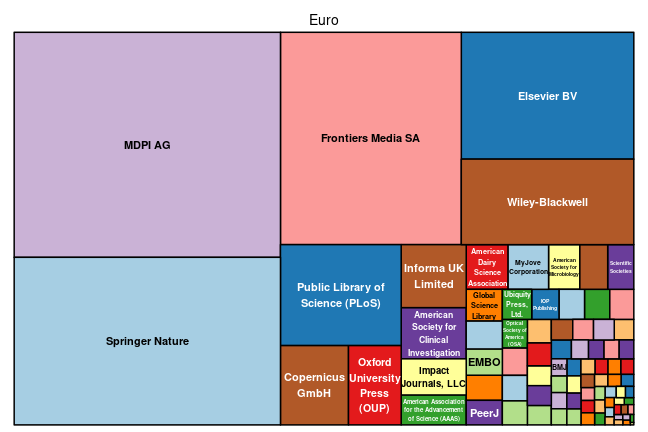 Euro
MDPI AG
Springer Nature
Frontiers Media SA
Elsevier BV
Wiley-Blackwell
Public Library of
Science (PLoS)
Copernicus
GmbH
Oxford
University
Press
(OUP)
Informa UK
Limited
American
Society for
Clinical
Investigation
Impact
Journals, LLC
American Association
for the Advancement
of Science (AAAS)
American
Dairy
Science
Association
MyJove
Corporation
American
Society for
Microbiology
Scientific
Societies
Global
Science
Library
Ubiquity
Press,
Ltd.
IOP
Publishing
Optical
Society of
America
(OSA)
EMBO
BMJ
PeerJ